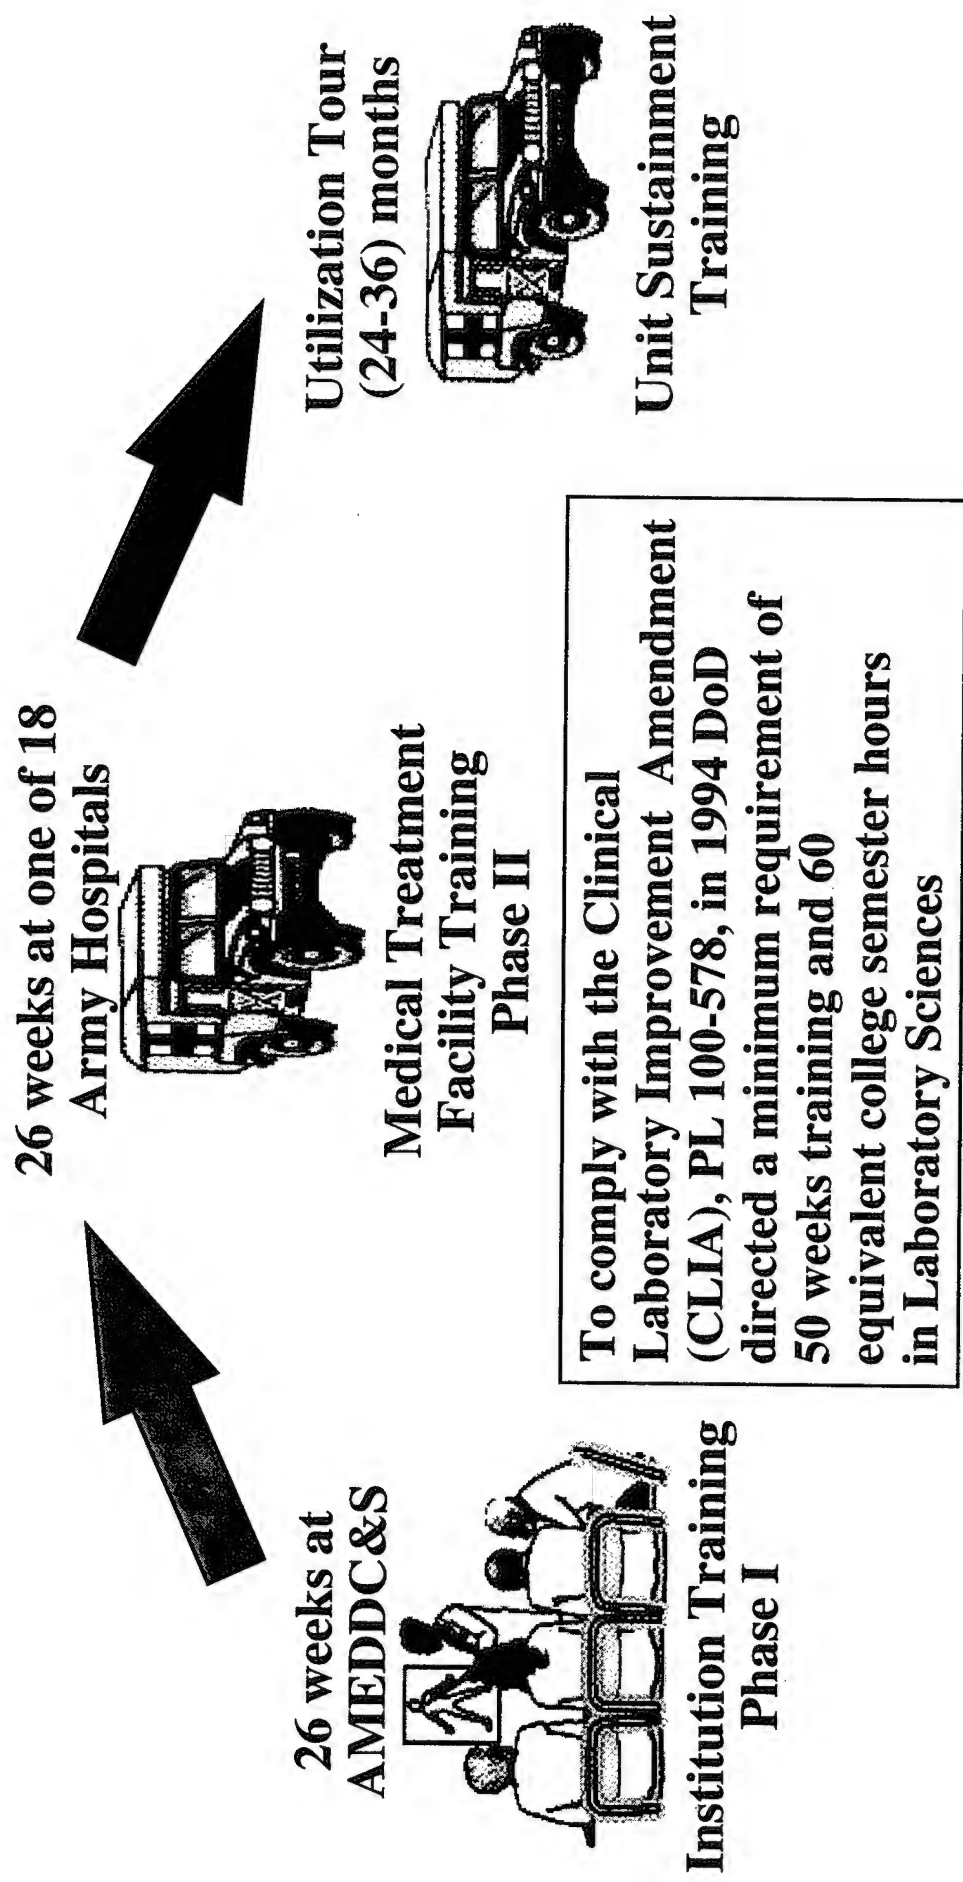 26 weeks at
AMEDDC&S
Institution Training
Phase I
26 weeks at one of 18
Army Hospitals
Medical Treatment
Facility Training
Phase II
Utilization Tour
(24-36) months
Unit Sustainment
Training
To comply with the Clinical
Laboratory Improvement Amendment
(CLIA), PL 100-578, in 1994 DoD
directed a minimum requirement of
50 weeks training and 60
equivalent college semester hours
in Laboratory Sciences